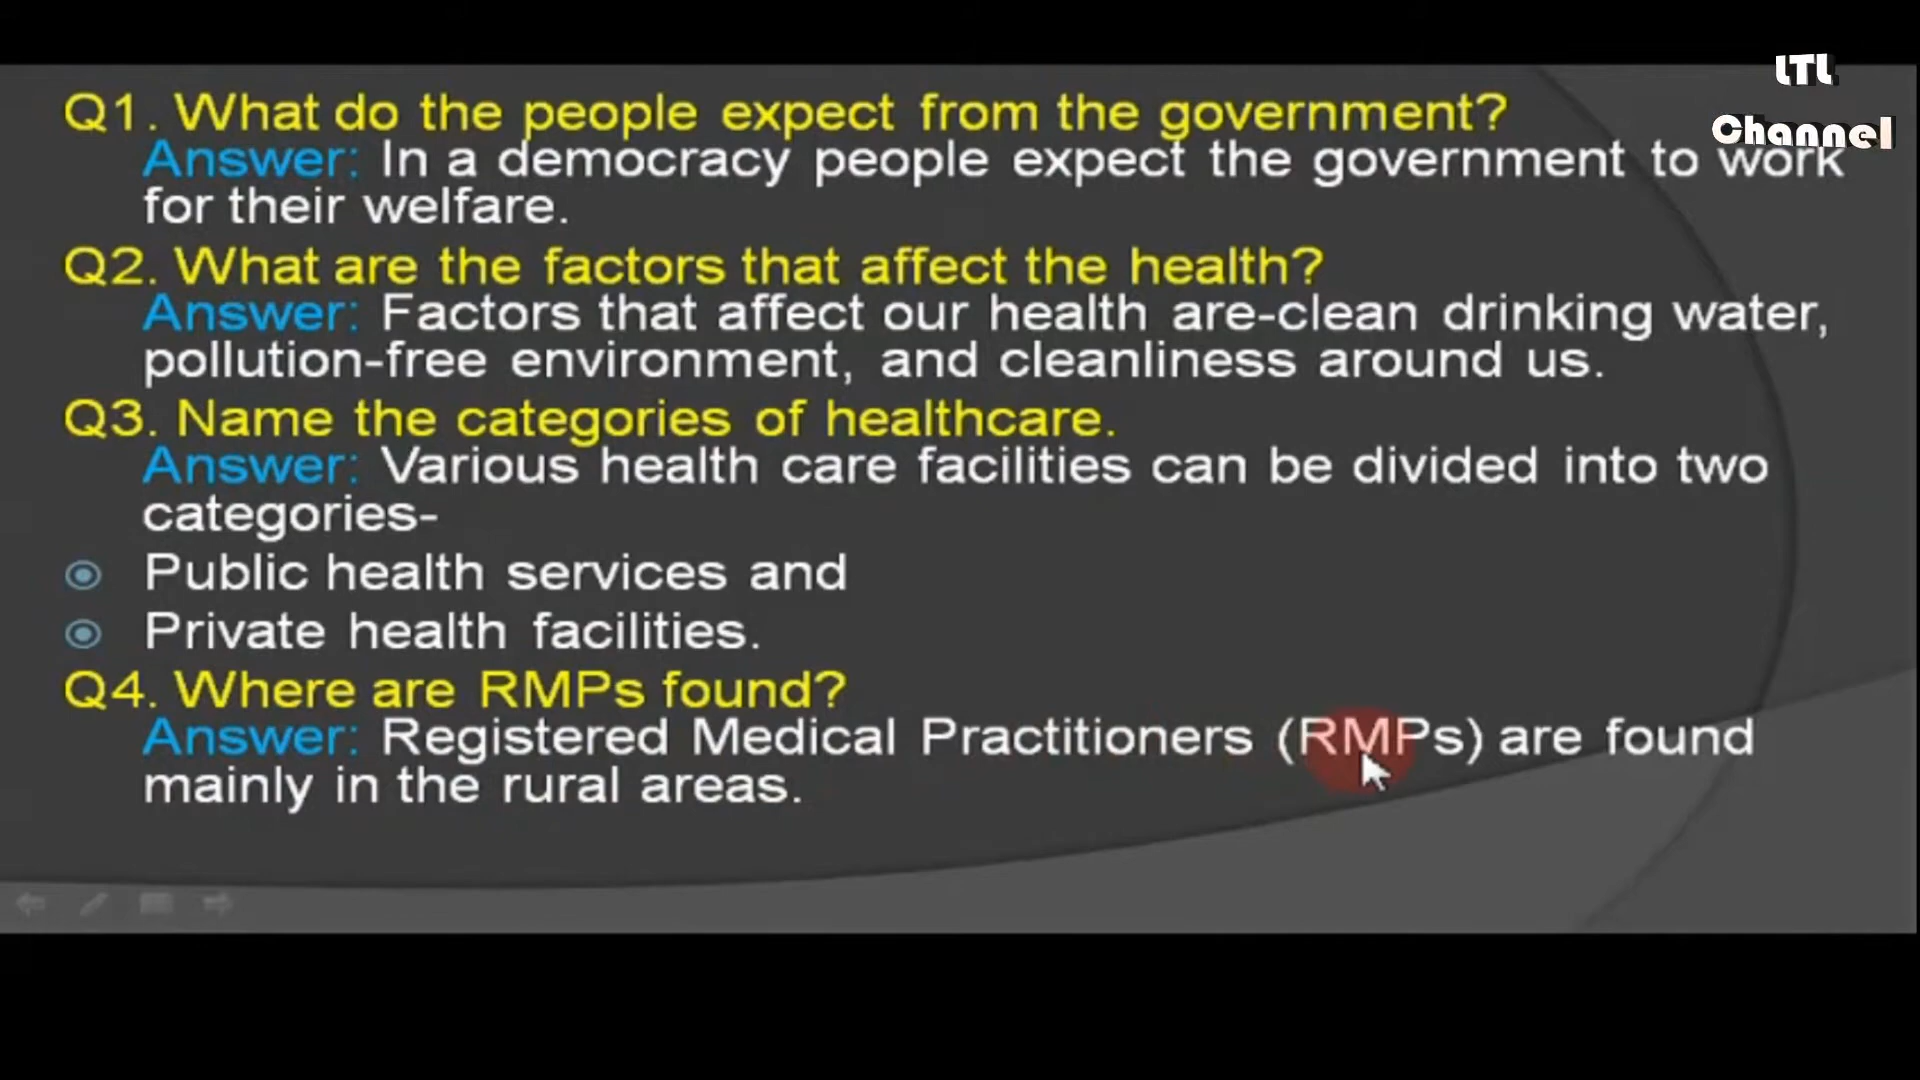 LTL
Channel
Q1. What do the people expect from the government?
Answer: In a democracy people expect the government to work
for their welfare.
Q2. What are the factors that affect the health?
Answer: Factors that affect our health are-clean drinking water,
pollution-free environment, and cleanliness around us.
Q3. Name the categories of healthcare.
Answer: Various health care facilities can be divided into two
categories-
Public health services and
Private health facilities.
Q4. Where are RMPs found?
Answer: Registered Medical Practitioners (RMPs) are found
mainly in the rural areas.